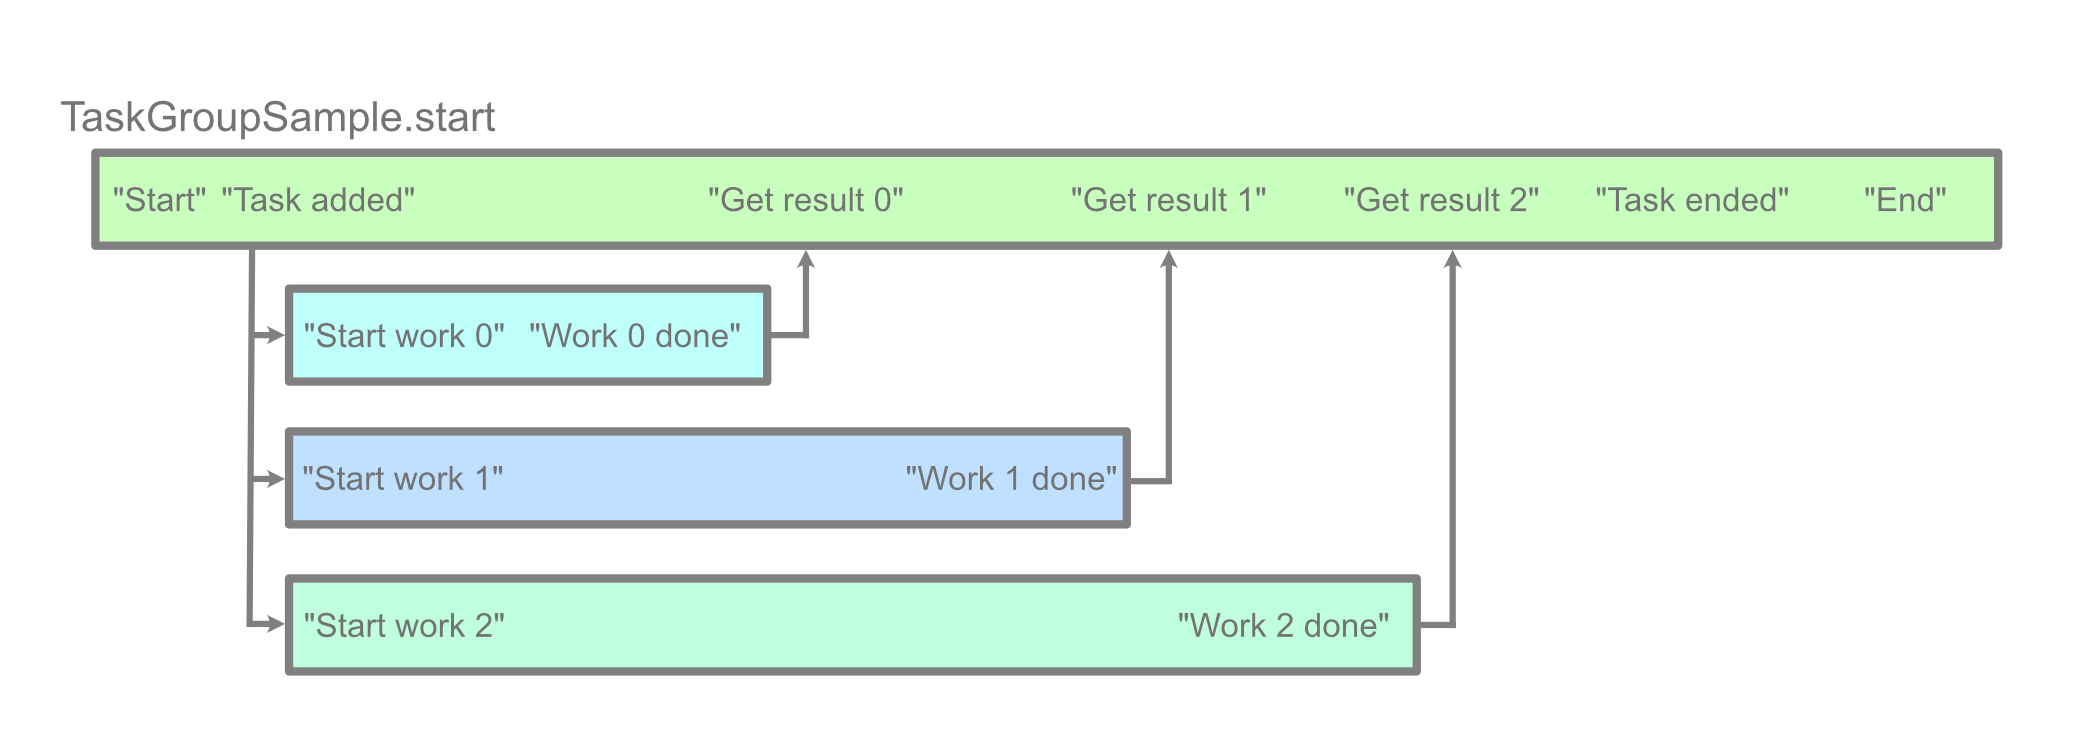 TaskGroupSample.start
"Start" "Task added" "Get result 0" "Get result 1" "Get result 2" "Task ended" "End"
"Start work 0" "Work 0 done"
"Start work 1" "Work 1 done"
"Start work 2" "Work 2 done"